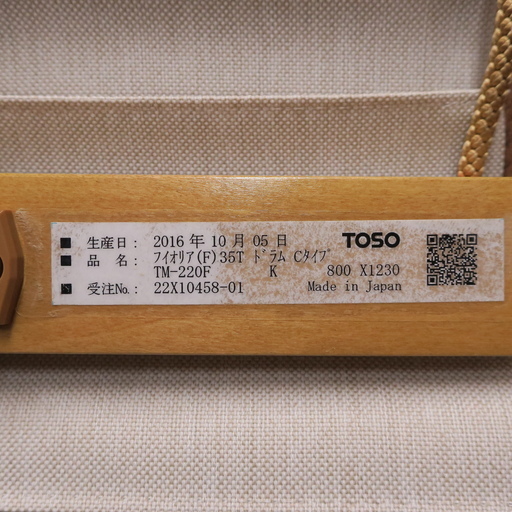 ■ 生産日: 2016 年 10 月 05 日 TOSO
■ 品 名: フイオリア(F)35T ドラム Cタイプ
TM-220F K 800 X1230
■ 受注No.: 22X10458-01 Made in Japan